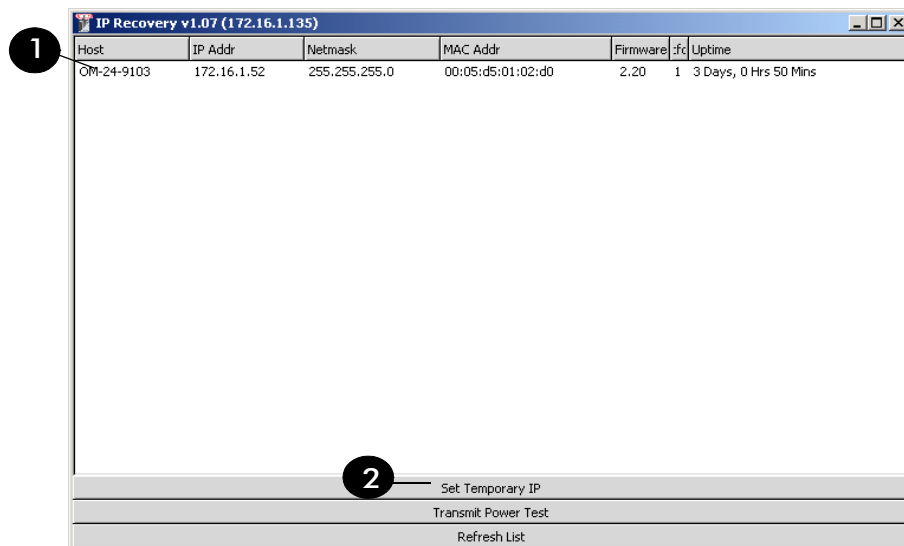 IP Recovery v1.07 (172.16.1.135)
1
Host IP Addr Netmask MAC Addr Firmware :fc Uptime
OM-24-9103 172.16.1.52 255.255.255.0 00:05:d5:01:02:d0 2.20 1 3 Days, 0 Hrs 50 Mins
2
Set Temporary IP
Transmit Power Test
Refresh List